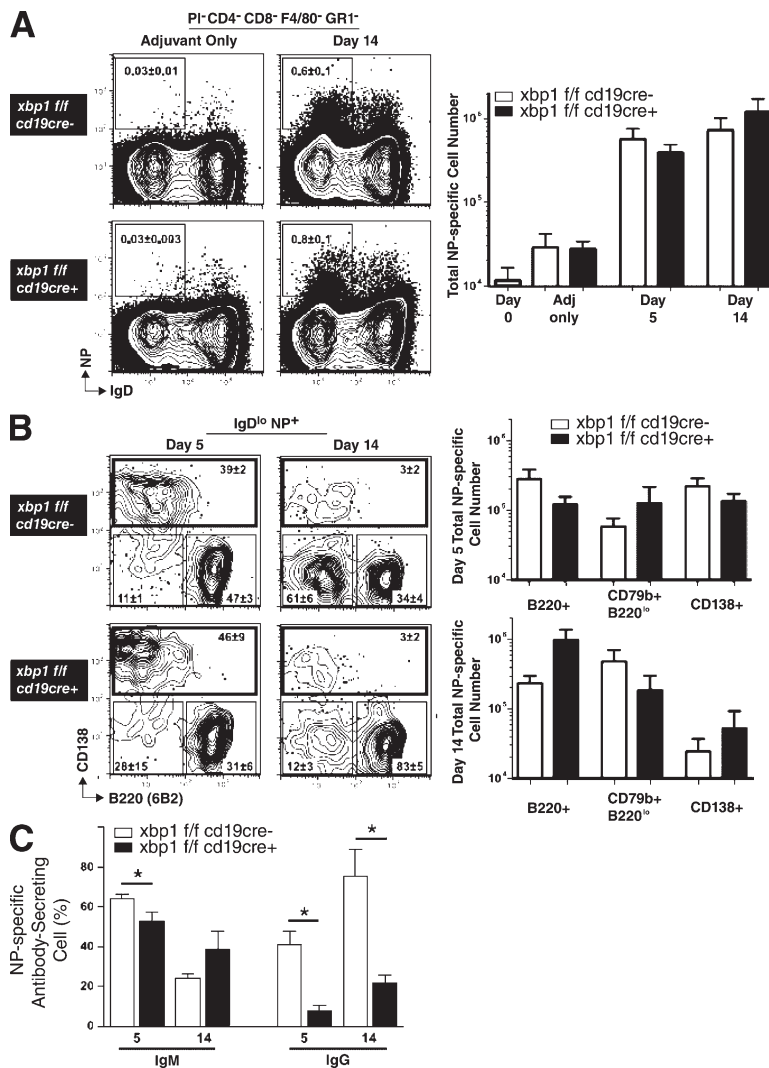 A
PI- CD4- CD8- F4/80- GR1-
Adjuvant Only
Day 14
xbp1 f/f
cd19cre-
0.03±0.01
0.6±0.1
xbp1 f/f
cd19cre+
0.03±0.003
0.8±0.1
NP
IgD
xbp1 f/f cd19cre-
xbp1 f/f cd19cre+
Total NP-specific Cell Number
10⁶
10⁵
10⁴
Day
0
Adj
only
Day
5
Day
14
B
IgDlo NP+
Day 5
Day 14
xbp1 f/f
cd19cre-
39±2
11±1
47±3
3±2
61±6
34±4
xbp1 f/f
cd19cre+
46±9
28±15
31±6
3±2
12±3
83±5
CD138
B220 (6B2)
xbp1 f/f cd19cre-
xbp1 f/f cd19cre+
Day 5 Total NP-specific
Cell Number
10⁴
B220+
CD79b+
B220lo
CD138+
Day 14 Total NP-specific
Cell Number
10⁴
B220+
CD79b+
B220lo
CD138+
C
xbp1 f/f cd19cre-
xbp1 f/f cd19cre+
NP-specific
Antibody-Secreting
Cell (%)
80
60
40
20
0
*
*
*
5
14
5
14
IgM
IgG